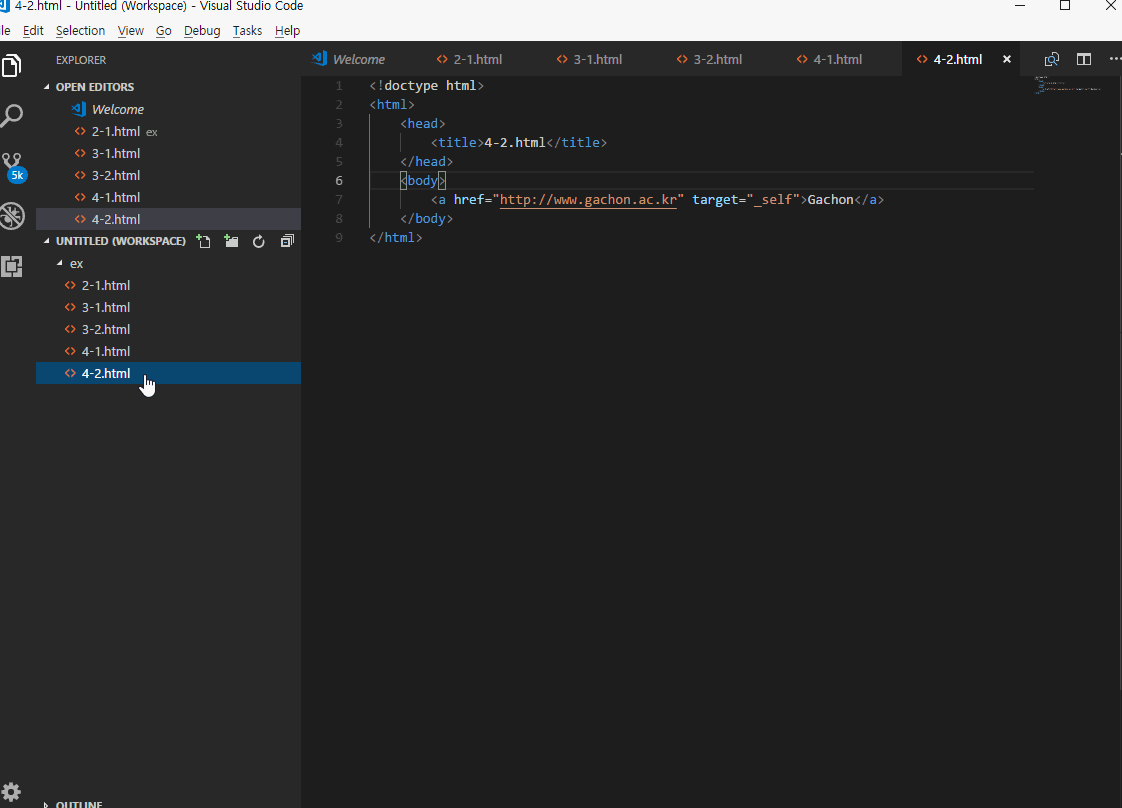 4-2.html - Untitled (Workspace) - Visual Studio Code
le Edit Selection View Go Debug Tasks Help
EXPLORER
OPEN EDITORS
Welcome
2-1.html ex
3-1.html
3-2.html
4-1.html
4-2.html
5k
UNTITLED (WORKSPACE)
ex
2-1.html
3-1.html
3-2.html
4-1.html
4-2.html
OUTLINE
Welcome 2-1.html 3-1.html 3-2.html 4-1.html 4-2.html
1 <!doctype html>
2 <html>
3 <head>
4 <title>4-2.html</title>
5 </head>
6 <body>
7 <a href="http://www.gachon.ac.kr" target="_self">Gachon</a>
8 </body>
9 </html>